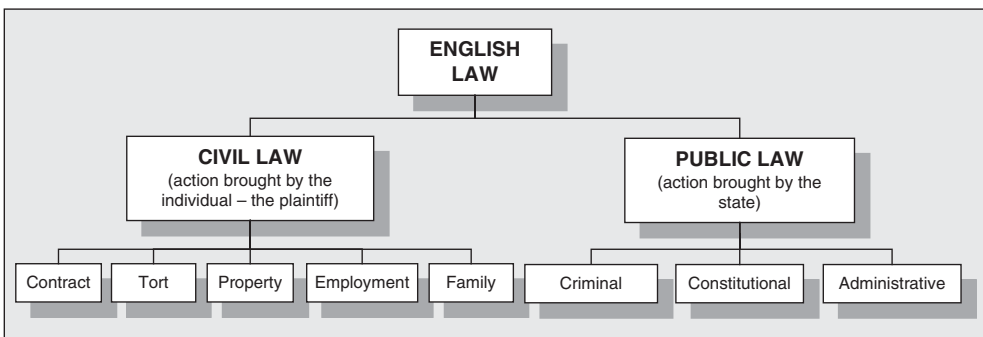 ENGLISH
LAW
CIVIL LAW
(action brought by the
individual – the plaintiff)
PUBLIC LAW
(action brought by the
state)
Contract
Tort
Property
Employment
Family
Criminal
Constitutional
Administrative